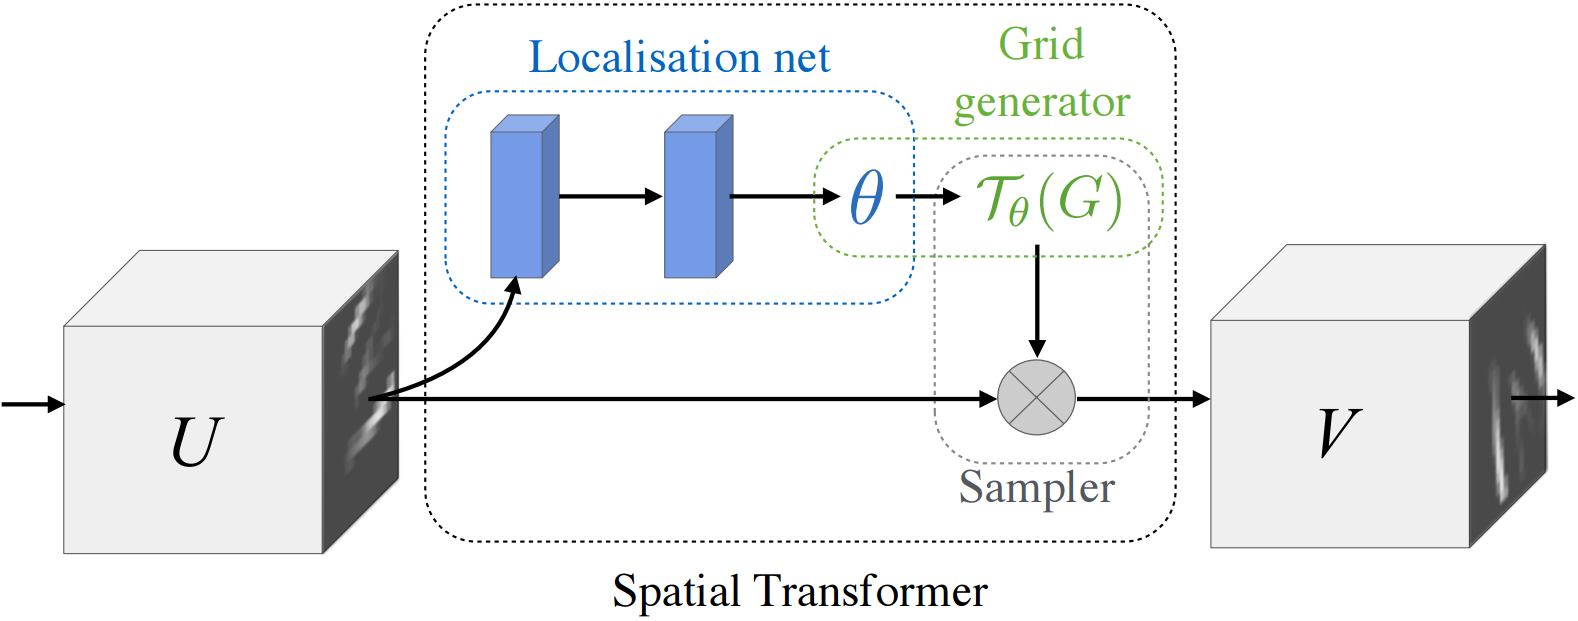 Localisation net
Grid
generator
θ
𝒯θ(G)
U
V
Sampler
Spatial Transformer